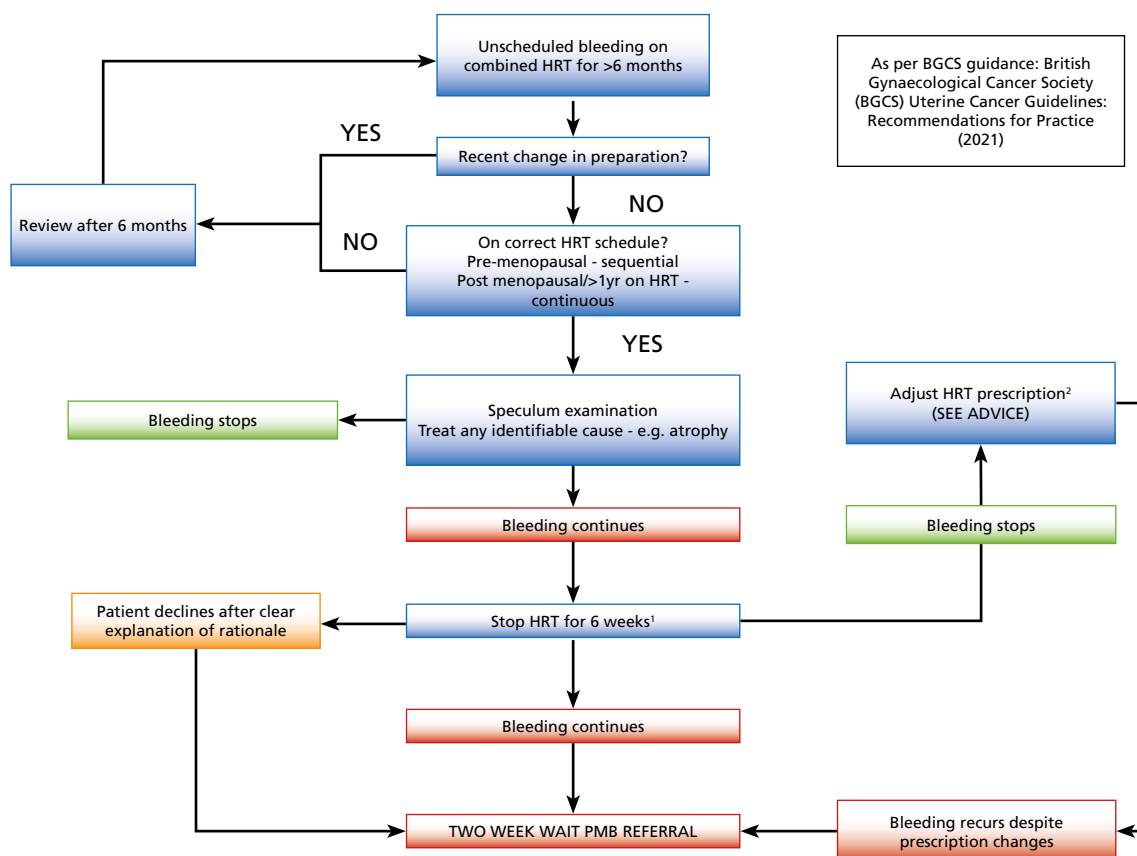 Unscheduled bleeding on
combined HRT for >6 months
As per BGCS guidance: British
Gynaecological Cancer Society
(BGCS) Uterine Cancer Guidelines:
Recommendations for Practice
(2021)
YES
Recent change in preparation?
NO
Review after 6 months
NO
On correct HRT schedule?
Pre-menopausal - sequential
Post menopausal/>1yr on HRT -
continuous
YES
Bleeding stops
Speculum examination
Treat any identifiable cause - e.g. atrophy
Adjust HRT prescription²
(SEE ADVICE)
Bleeding continues
Bleeding stops
Patient declines after clear
explanation of rationale
Stop HRT for 6 weeks¹
Bleeding continues
TWO WEEK WAIT PMB REFERRAL
Bleeding recurs despite
prescription changes